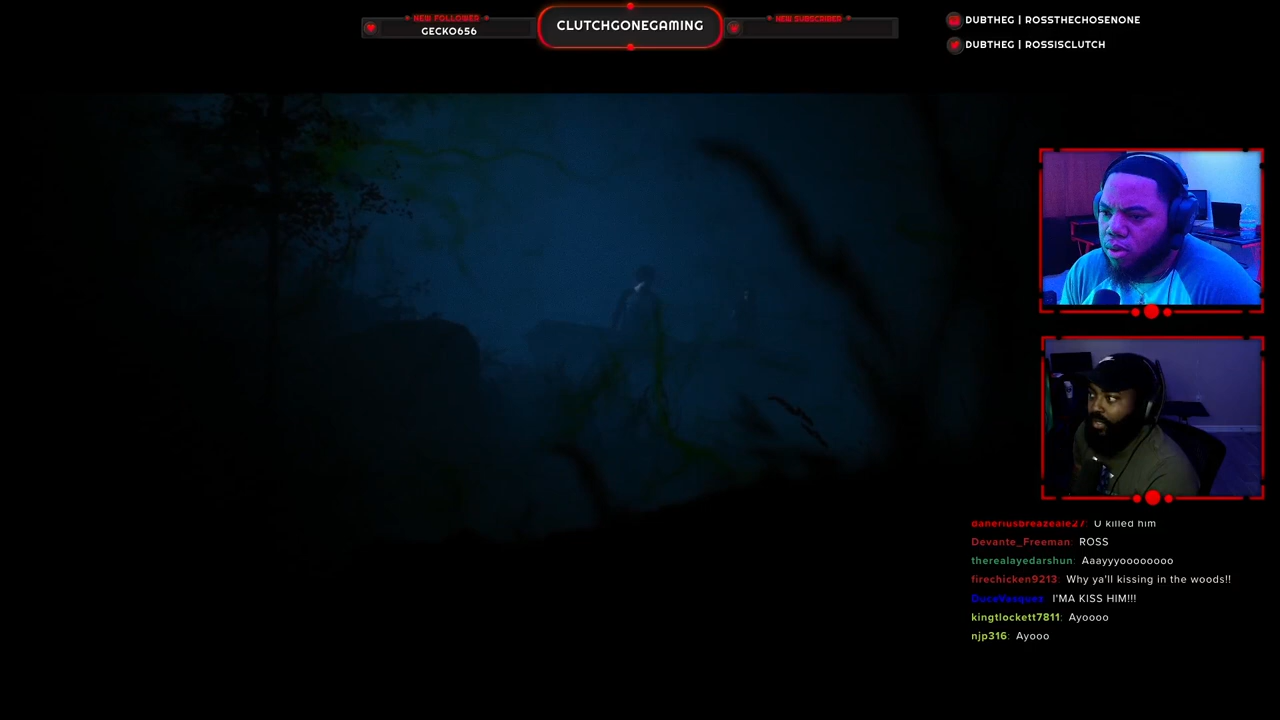 NEW FOLLOWER
GECKO656
CLUTCHGONEGAMING
NEW SUBSCRIBER
DUBTHEG | ROSSTHECHOSENONE
DUBTHEG | ROSSISCLUTCH
daneriusbreazeale27: U killed him
Devante_Freeman: ROSS
therealayedarshun: Aaayyyoooooooo
firechicken9213: Why ya'll kissing in the woods!!
DuceVasquez: I'MA KISS HIM!!!
kingtlockett7811: Ayoooo
njp316: Ayooo